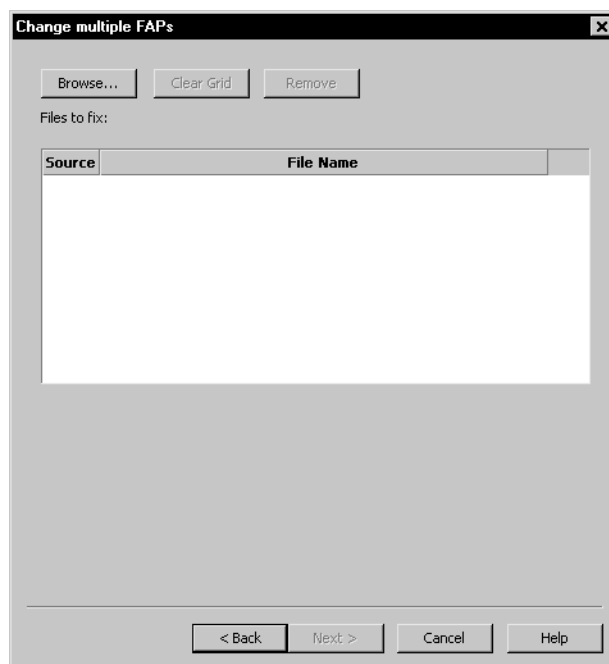 Change multiple FAPs
Browse... Clear Grid Remove
Files to fix:
Source File Name
< Back Next > Cancel Help